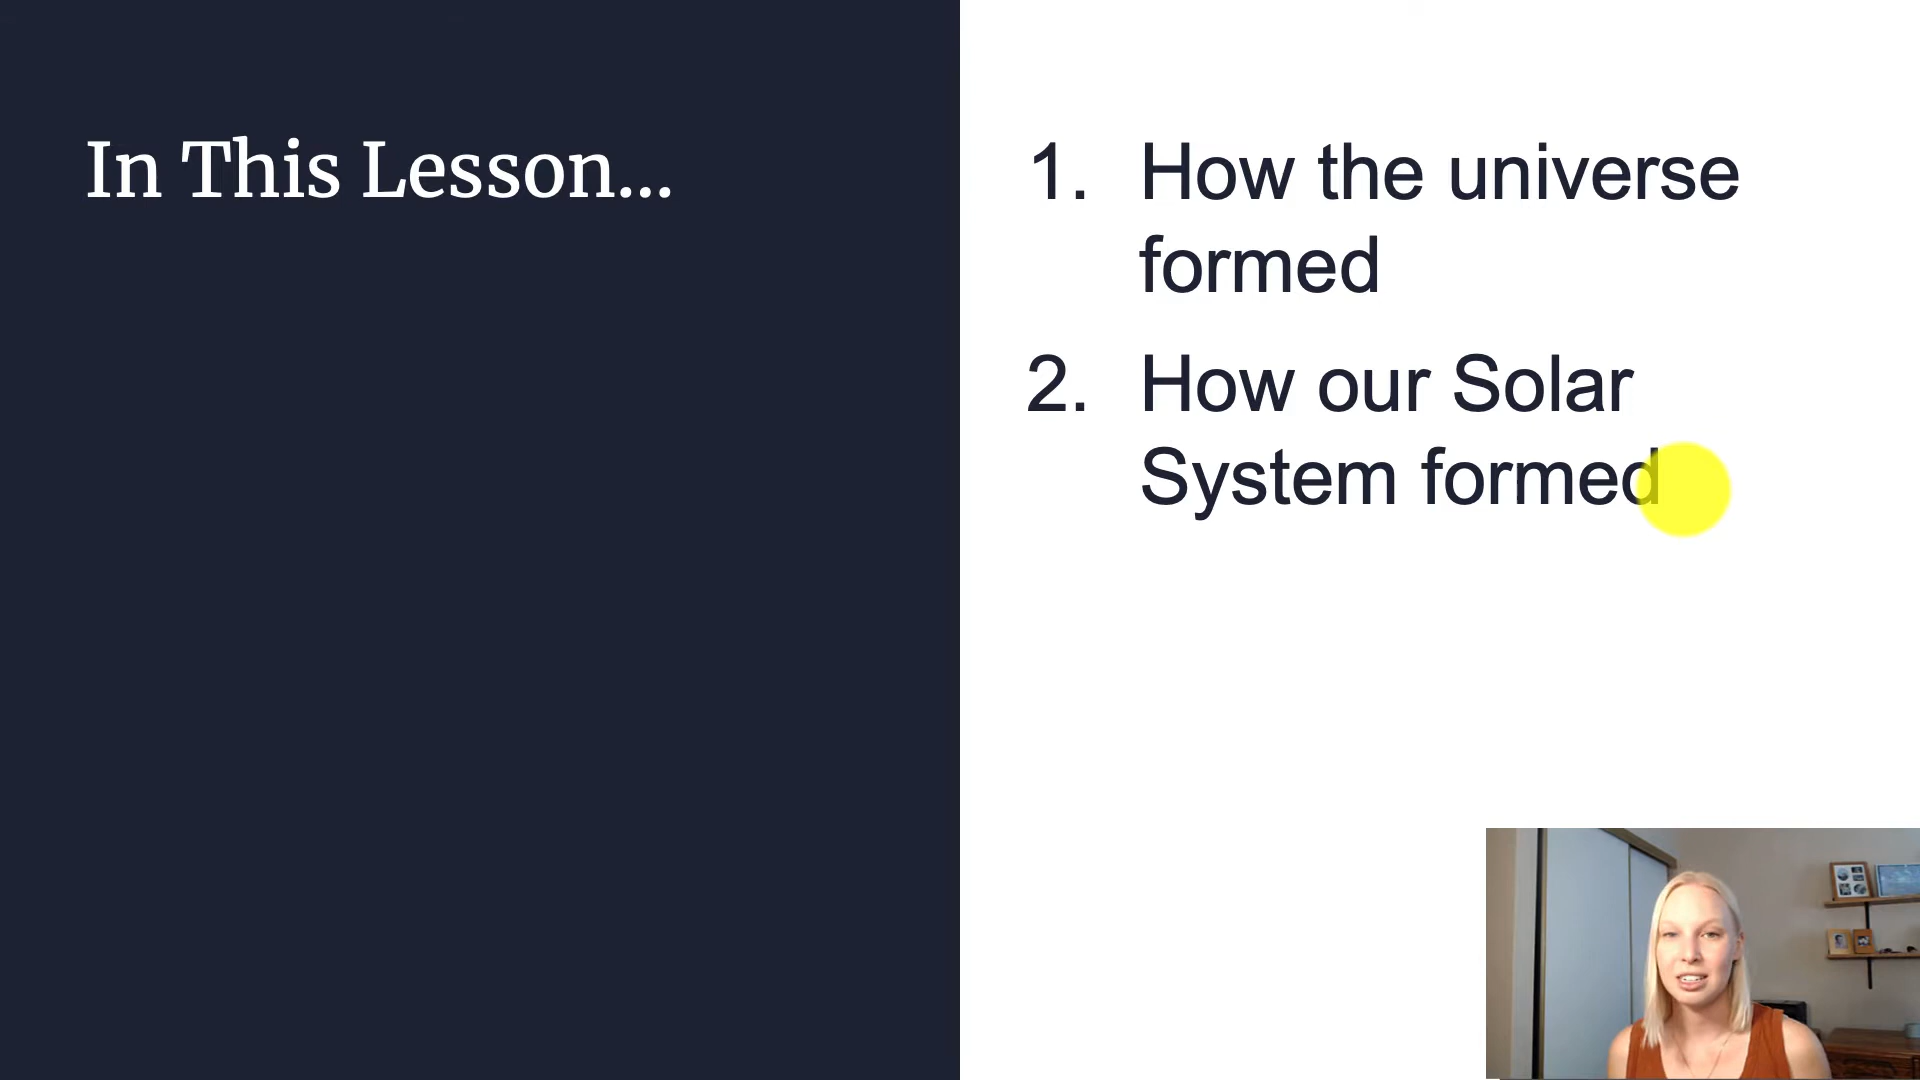 In This Lesson...
1. How the universe
formed
2. How our Solar
System formed